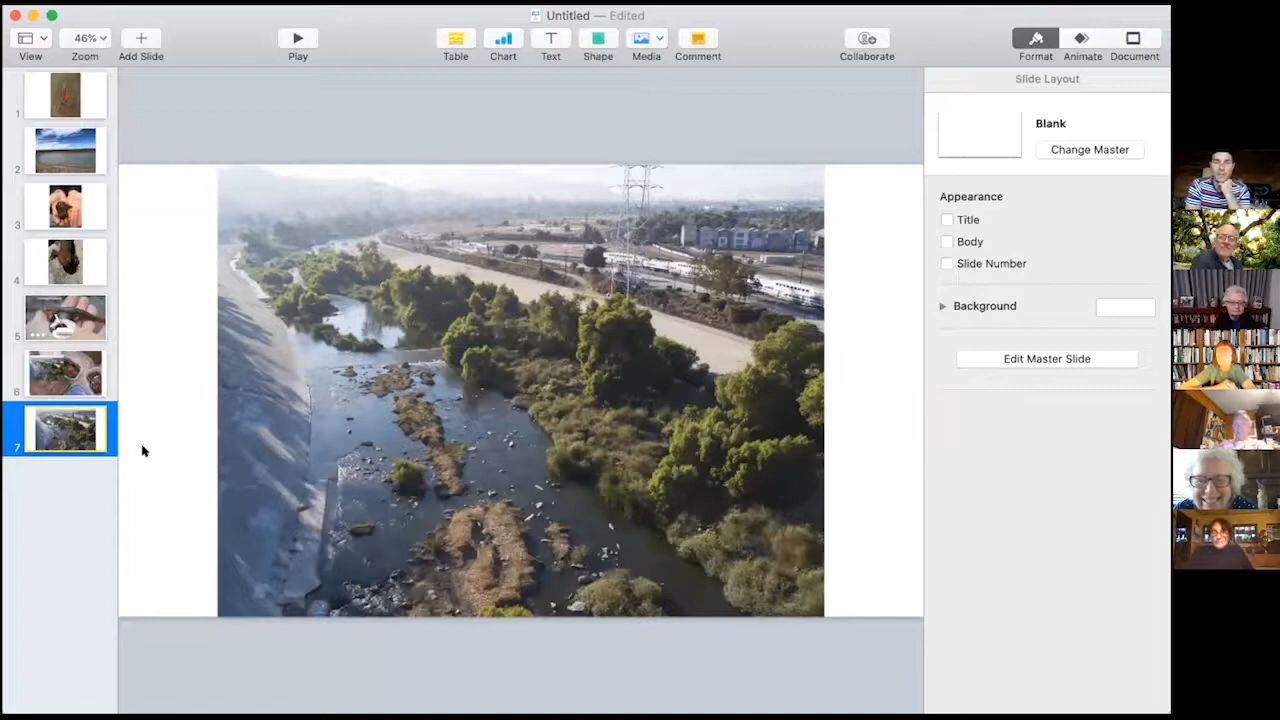 Untitled — Edited
46%
View
Zoom
Add Slide
Play
Table
Chart
Text
Shape
Media
Comment
Collaborate
Format
Animate
Document
Slide Layout
Blank
Change Master
Appearance
Title
Body
Slide Number
Background
Edit Master Slide
1
2
3
4
5
6
7